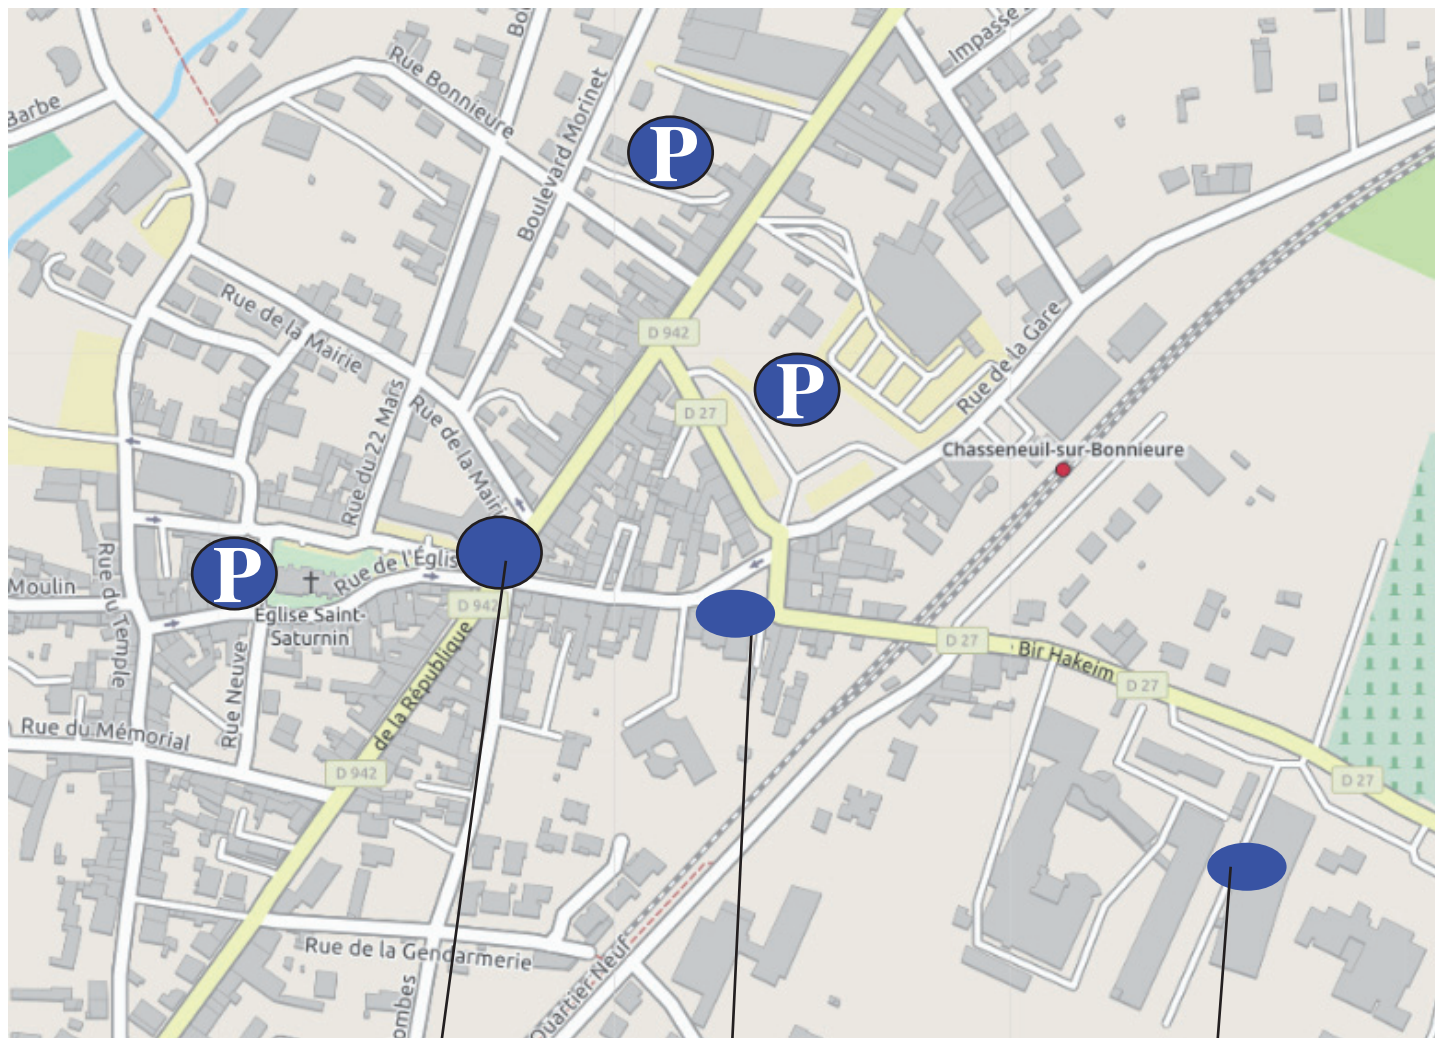 Bou
Impasse
Rue Bonnieure
Barbe
Boulevard Morinet
P
Rue de la Mairie
D 942
Rue de la Gare
P
D 27
Rue du 22 Mars
Rue de la Mairie
Chasseneuil-sur-Bonnieure
P
Rue de l'Églis
Moulin
Rue du Temple
Église Saint-
Saturnin
D 942
D 27
Bir Hakeim
D 27
de la République
Rue Neuve
Rue du Mémorial
D 942
D 27
Rue de la Gendarmerie
Quartier Neuf
ombes